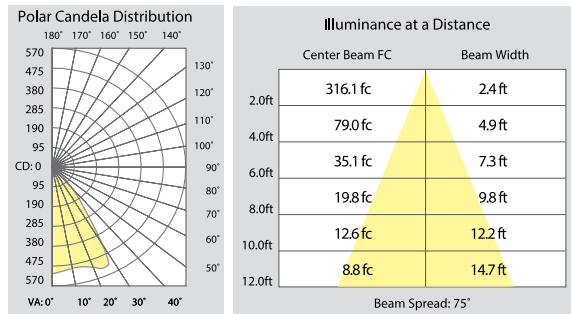 Polar Candela Distribution
180° 170° 160° 150° 140°
570
475
130°
380
120°
285
190
110°
95
100°
CD: 0
90°
95
80°
190
70°
285
380
60°
475
50°
570
VA: 0° 10° 20° 30° 40°
Illuminance at a Distance
Center Beam FC Beam Width
316.1 fc 2.4 ft
2.0ft
79.0 fc 4.9 ft
4.0ft
35.1 fc 7.3 ft
6.0ft
19.8 fc 9.8 ft
8.0ft
12.6 fc 12.2 ft
10.0ft
8.8 fc 14.7 ft
12.0ft
Beam Spread: 75°